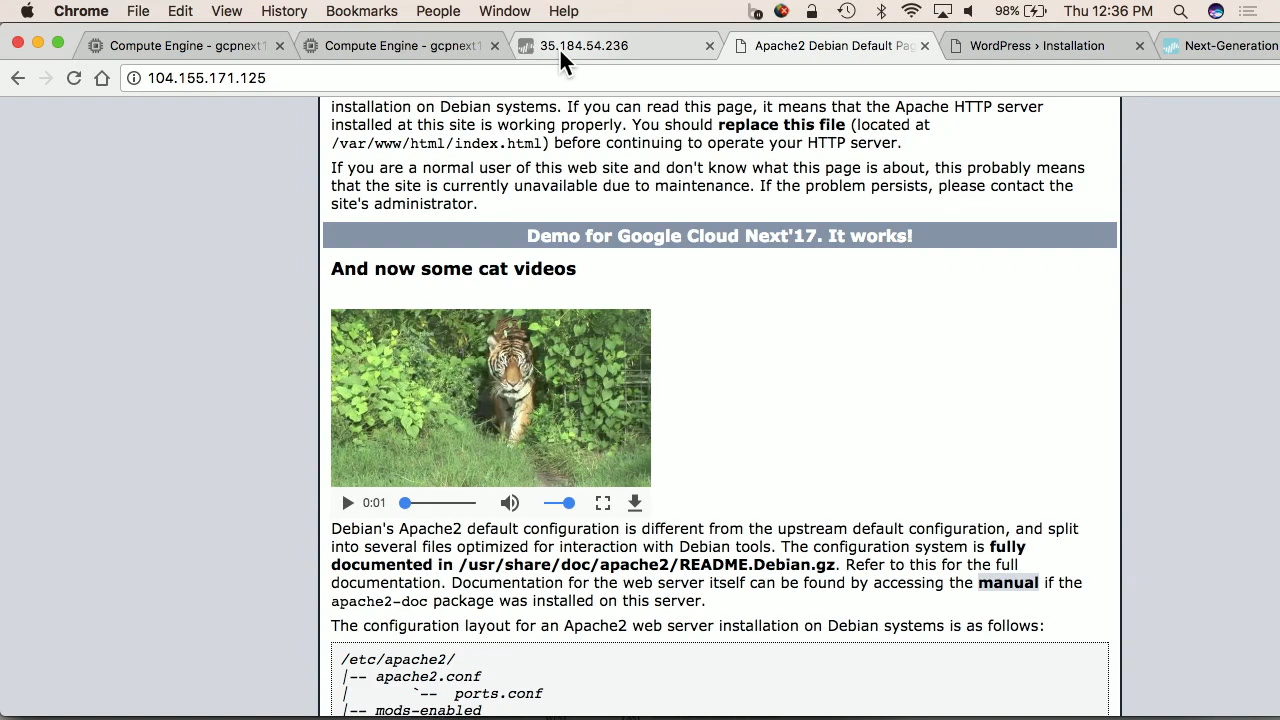 Chrome File Edit View History Bookmarks People Window Help 98% Thu 12:36 PM
Compute Engine - gcpnext1 Compute Engine - gcpnext1 35.184.54.236 Apache2 Debian Default Pag WordPress › Installation Next-Generation
104.155.171.125
installation on Debian systems. If you can read this page, it means that the Apache HTTP server
installed at this site is working properly. You should replace this file (located at
/var/www/html/index.html) before continuing to operate your HTTP server.
If you are a normal user of this web site and don't know what this page is about, this probably means
that the site is currently unavailable due to maintenance. If the problem persists, please contact the
site's administrator.
Demo for Google Cloud Next'17. It works!
And now some cat videos
0:01
Debian's Apache2 default configuration is different from the upstream default configuration, and split
into several files optimized for interaction with Debian tools. The configuration system is fully
documented in /usr/share/doc/apache2/README.Debian.gz. Refer to this for the full
documentation. Documentation for the web server itself can be found by accessing the manual if the
apache2-doc package was installed on this server.
The configuration layout for an Apache2 web server installation on Debian systems is as follows:
/etc/apache2/
|-- apache2.conf
| `-- ports.conf
|-- mods-enabled